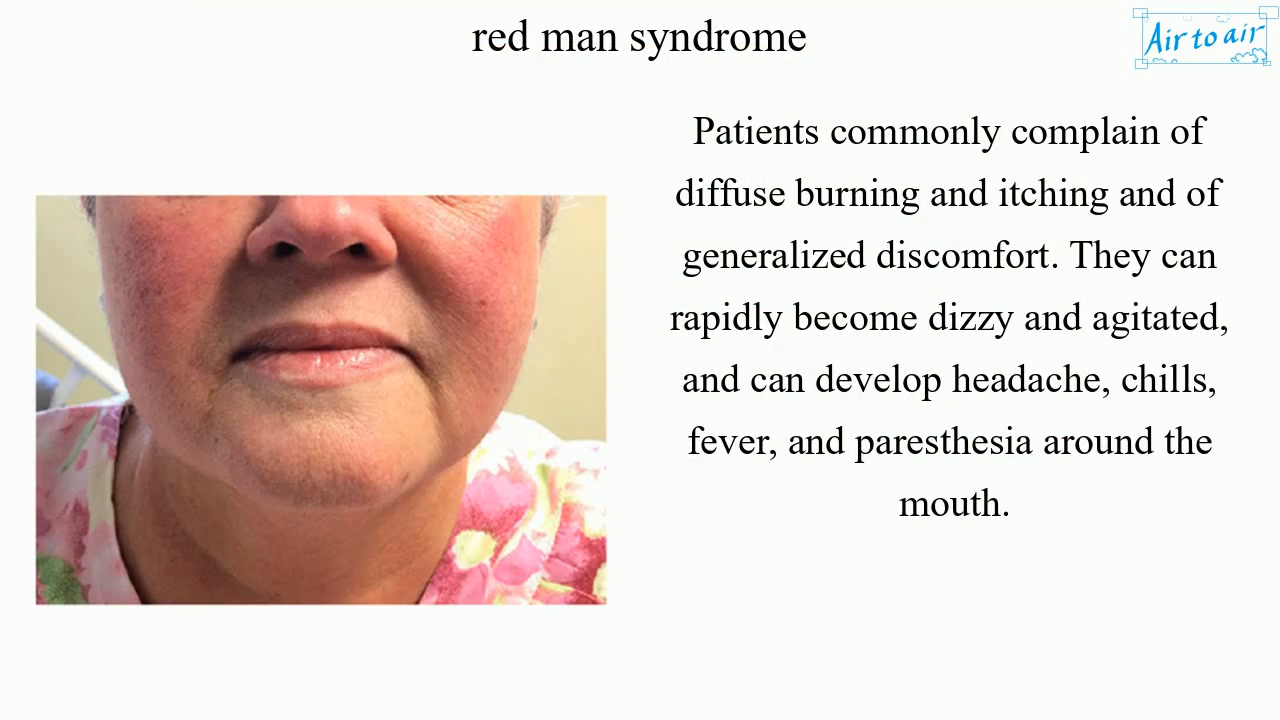 red man syndrome
Air to air
Patients commonly complain of
diffuse burning and itching and of
generalized discomfort. They can
rapidly become dizzy and agitated,
and can develop headache, chills,
fever, and paresthesia around the
mouth.